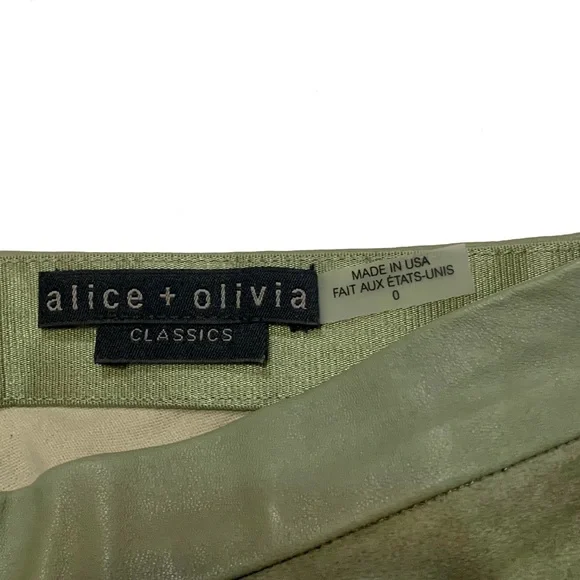 alice + olivia
CLASSICS
MADE IN USA
FAIT AUX ÉTATS-UNIS
0